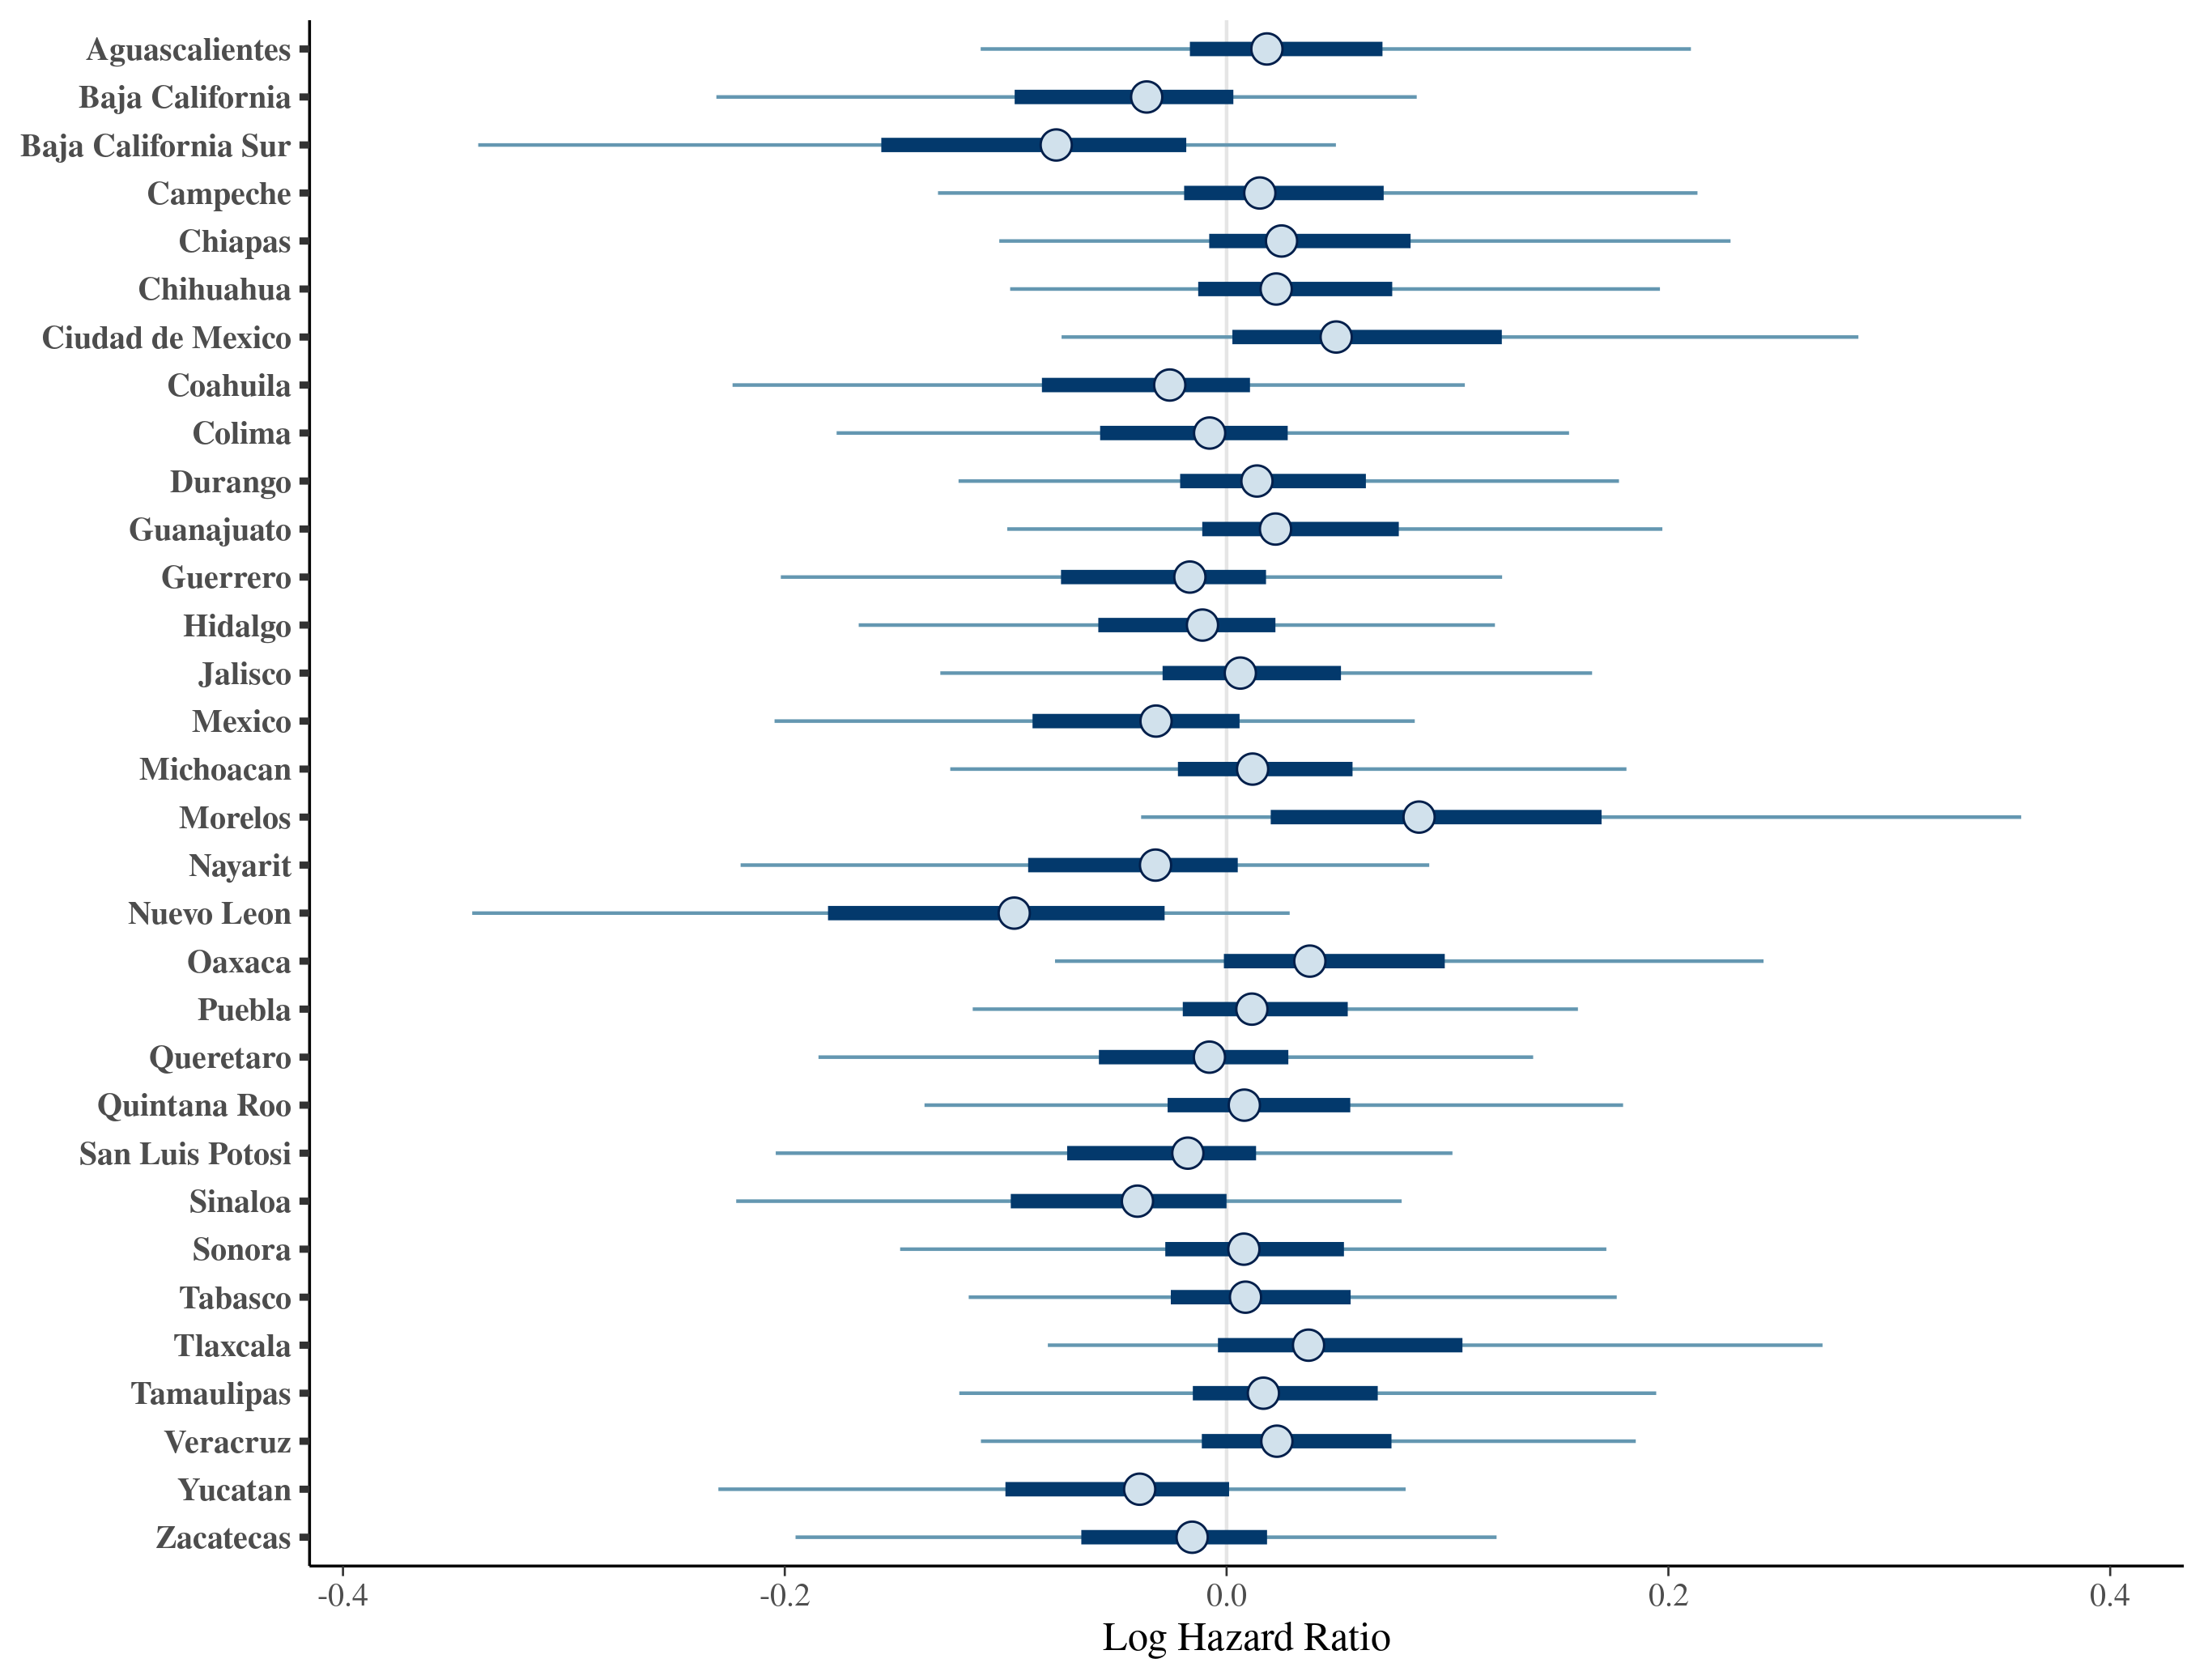 Aguascalientes
Baja California
Baja California Sur
Campeche
Chiapas
Chihuahua
Ciudad de Mexico
Coahuila
Colima
Durango
Guanajuato
Guerrero
Hidalgo
Jalisco
Mexico
Michoacan
Morelos
Nayarit
Nuevo Leon
Oaxaca
Puebla
Queretaro
Quintana Roo
San Luis Potosi
Sinaloa
Sonora
Tabasco
Tlaxcala
Tamaulipas
Veracruz
Yucatan
Zacatecas
-0.4 -0.2 0.0 0.2 0.4
Log Hazard Ratio